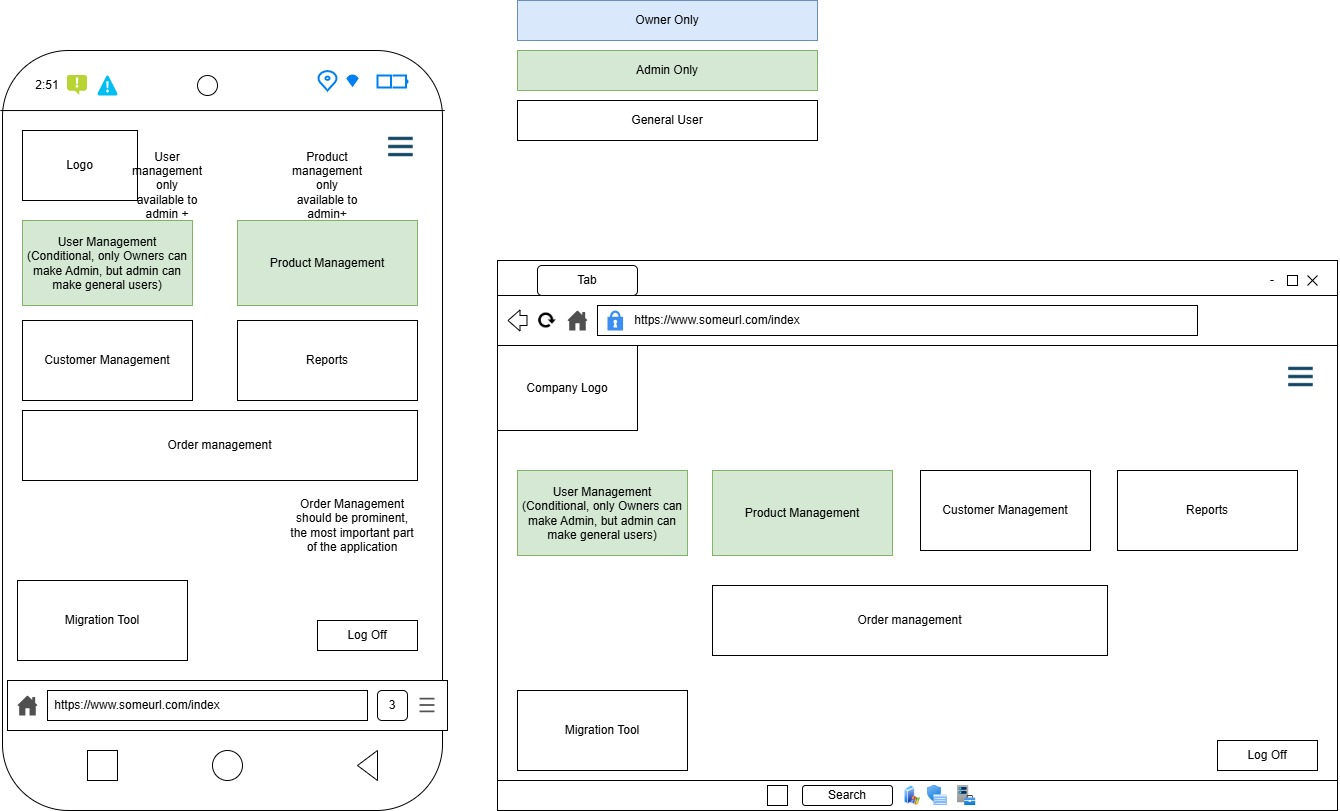 Owner Only
Admin Only
General User
2:51
Logo
User
management
only
available to
admin +
Product
management
only
available to
admin+
User Management
(Conditional, only Owners can
make Admin, but admin can
make general users)
Product Management
Customer Management
Reports
Order management
Order Management
should be prominent,
the most important part
of the application
Migration Tool
Log Off
https://www.someurl.com/index
3
Tab
https://www.someurl.com/index
Company Logo
User Management
(Conditional, only Owners can
make Admin, but admin can
make general users)
Product Management
Customer Management
Reports
Order management
Migration Tool
Log Off
Search